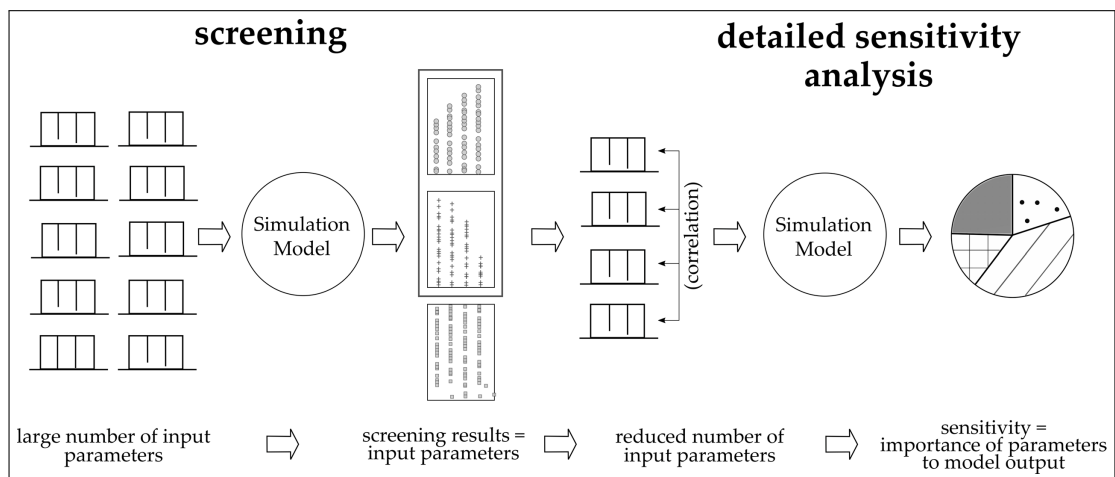 screening
detailed sensitivity
analysis
Simulation
Model
(correlation)
Simulation
Model
large number of input
parameters
screening results =
input parameters
reduced number of
input parameters
sensitivity =
importance of parameters
to model output